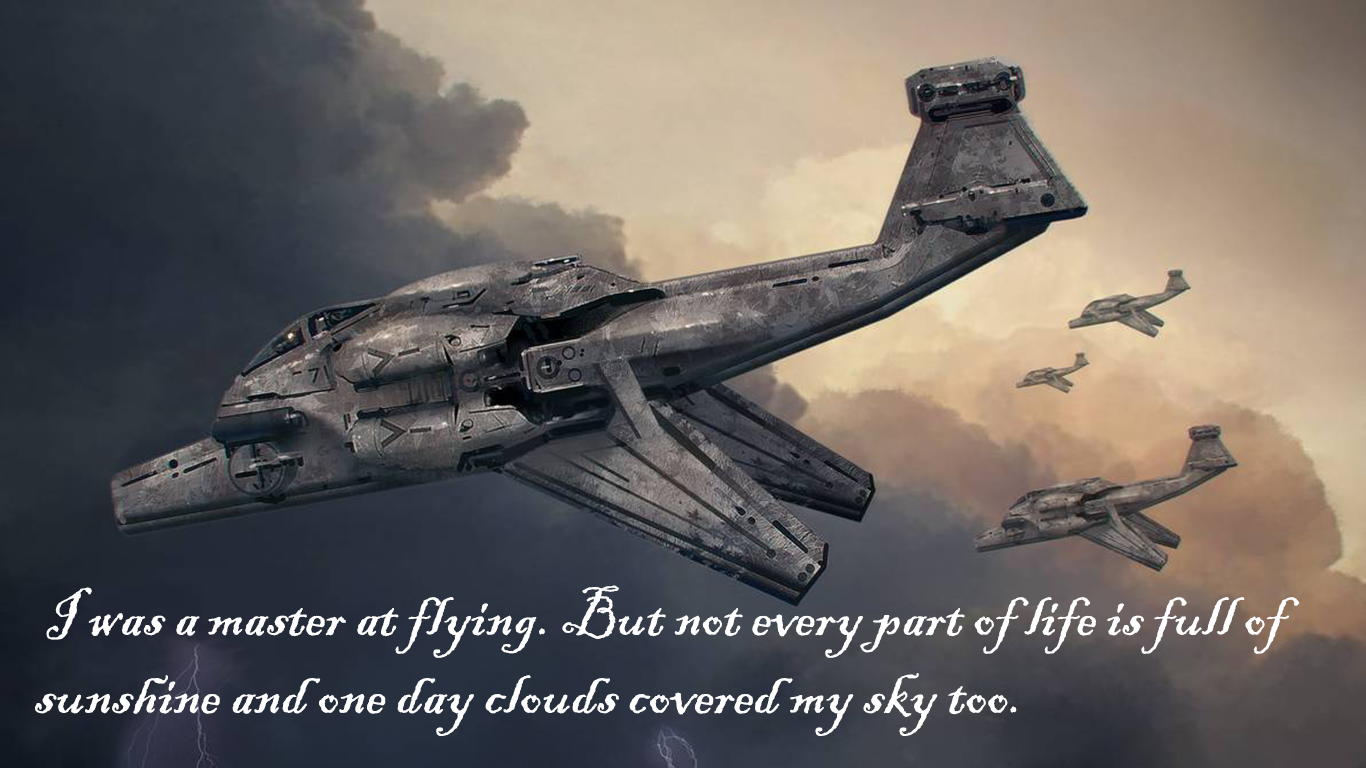 I was a master at flying. But not every part of life is full of
sunshine and one day clouds covered my sky too.